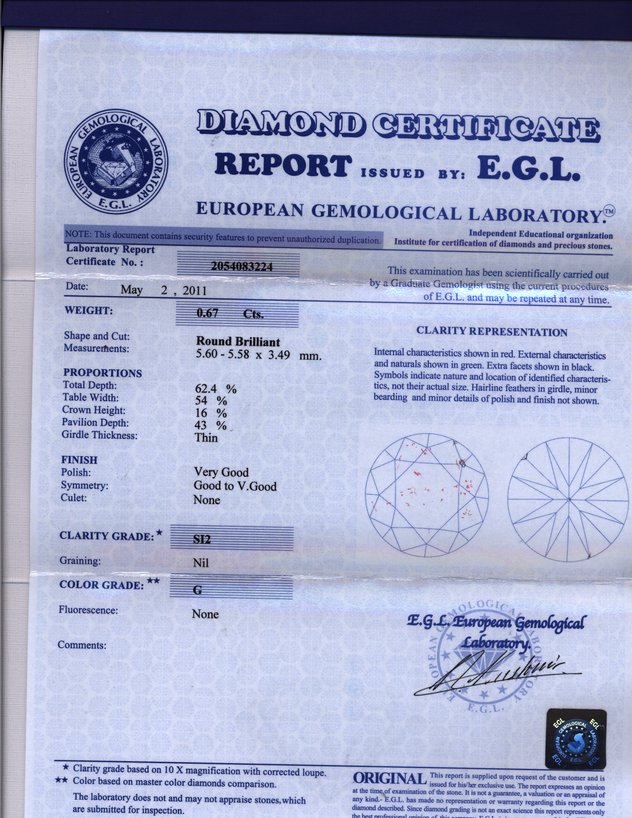 EUROPEAN GEMOLOGICAL LABORATORY
E.G.L.
DIAMOND CERTIFICATE
REPORT ISSUED BY: E.G.L.
EUROPEAN GEMOLOGICAL LABORATORY.™
NOTE: This document contains security features to prevent unauthorized duplication.
Independent Educational organization
Institute for certification of diamonds and precious stones.
Laboratory Report
Certificate No. : 2054083224
This examination has been scientifically carried out
by a Graduate Gemologist using the current procedures
of E.G.L. and may be repeated at any time.
Date: May 2 , 2011
WEIGHT: 0.67 Cts.
Shape and Cut: Round Brilliant
Measurements: 5.60 - 5.58 x 3.49 mm.
PROPORTIONS
Total Depth: 62.4 %
Table Width: 54 %
Crown Height: 16 %
Pavilion Depth: 43 %
Girdle Thickness: Thin
FINISH
Polish: Very Good
Symmetry: Good to V.Good
Culet: None
CLARITY GRADE: ★ SI2
Graining: Nil
COLOR GRADE: ★★ G
Fluorescence: None
Comments:
CLARITY REPRESENTATION
Internal characteristics shown in red. External characteristics
and naturals shown in green. Extra facets shown in black.
Symbols indicate nature and location of identified characteris-
tics, not their actual size. Hairline feathers in girdle, minor
bearding and minor details of polish and finish not shown.
E.G.L. European Gemological
Laboratory.
E.G.L.
EGL EGL
EGL EGL
★ Clarity grade based on 10 X magnification with corrected loupe.
★★ Color based on master color diamonds comparison.
The laboratory does not and may not appraise stones,which
are submitted for inspection.
ORIGINAL This report is supplied upon request of the customer and is
issued for his/her exclusive use. The report expresses an opinion
at the time of examination of the stone. It is not a guarantee, a valuation or an appraisal of
any kind.- E.G.L. has made no representation or warranty regarding this report or the
diamond described. Since diamond grading is not an exact science this report represents only